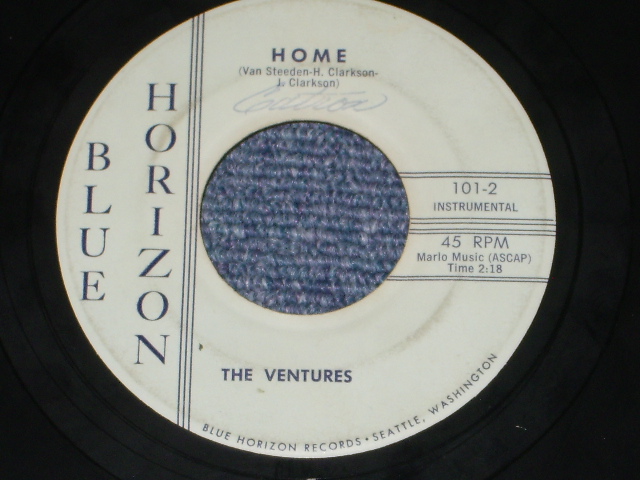 HOME
(Van Steeden-H. Clarkson-
J. Clarkson)
BLUE
HORIZON
101-2
INSTRUMENTAL
45 RPM
Marlo Music (ASCAP)
Time 2:18
THE VENTURES
BLUE HORIZON RECORDS • SEATTLE, WASHINGTON